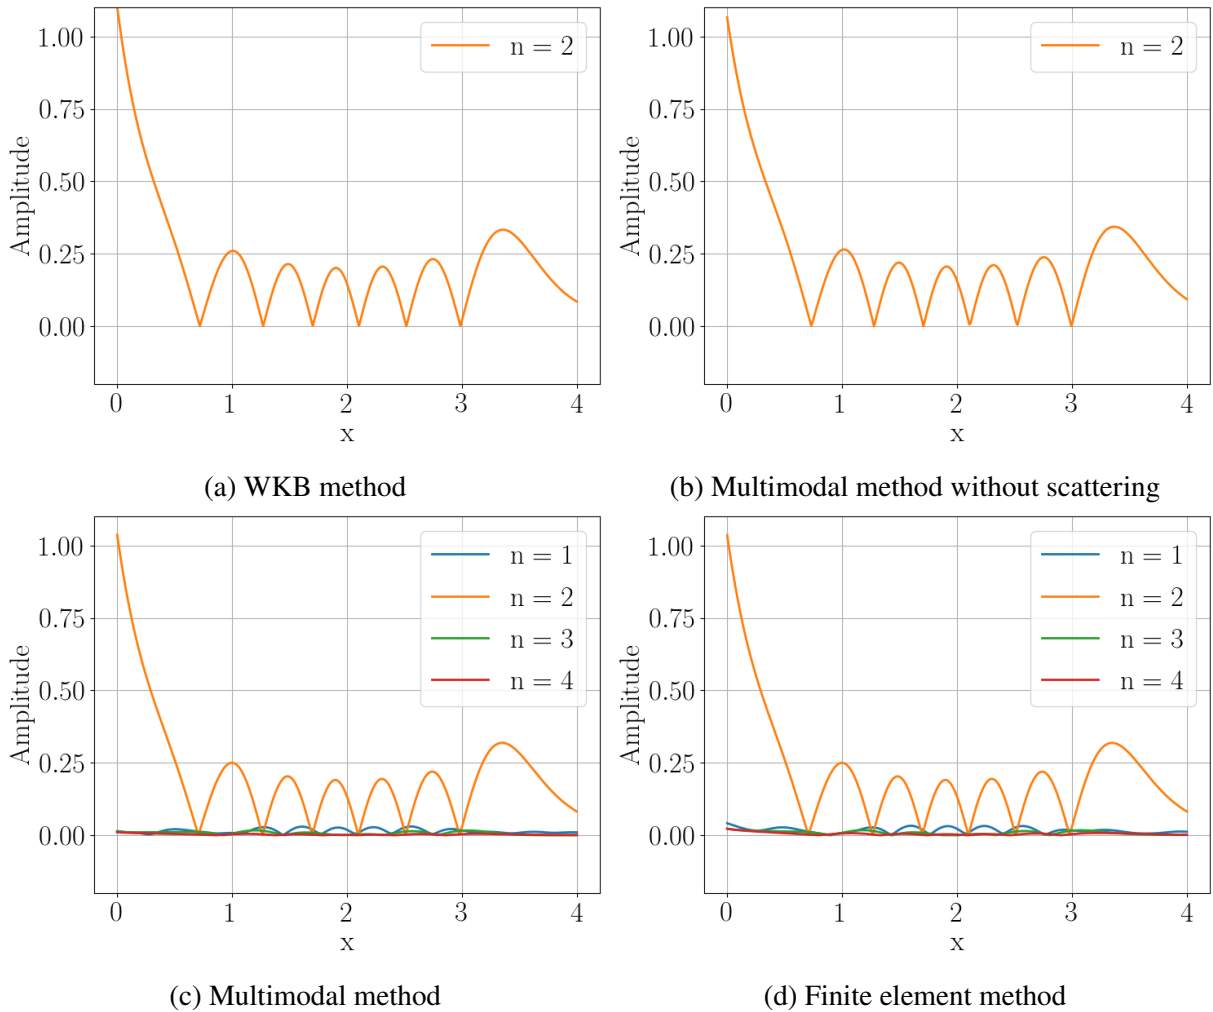 1.00
0.75
0.50
0.25
0.00
Amplitude
n = 2
0 1 2 3 4
x
(a) WKB method
1.00
0.75
0.50
0.25
0.00
Amplitude
n = 2
0 1 2 3 4
x
(b) Multimodal method without scattering
1.00
0.75
0.50
0.25
0.00
Amplitude
n = 1
n = 2
n = 3
n = 4
0 1 2 3 4
x
(c) Multimodal method
1.00
0.75
0.50
0.25
0.00
Amplitude
n = 1
n = 2
n = 3
n = 4
0 1 2 3 4
x
(d) Finite element method